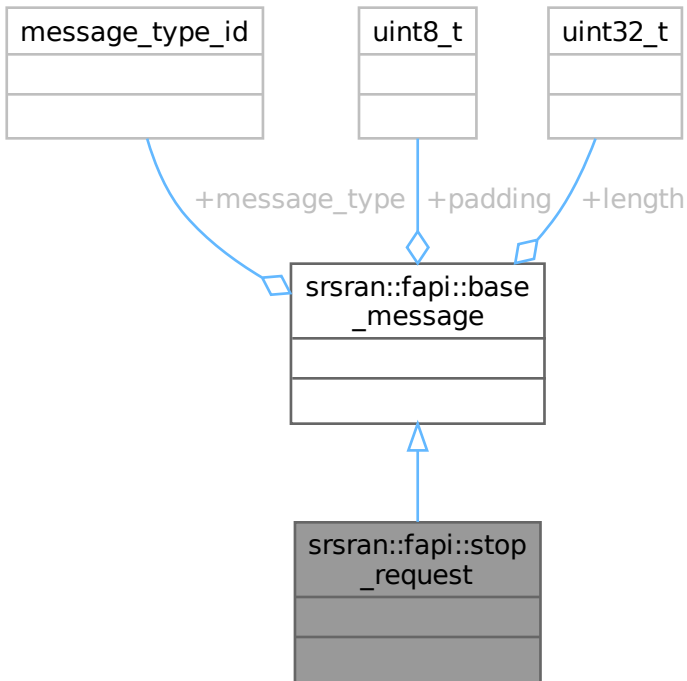 message_type_id
uint8_t
uint32_t
+message_type
+padding
+length
srsran::fapi::base
_message
srsran::fapi::stop
_request